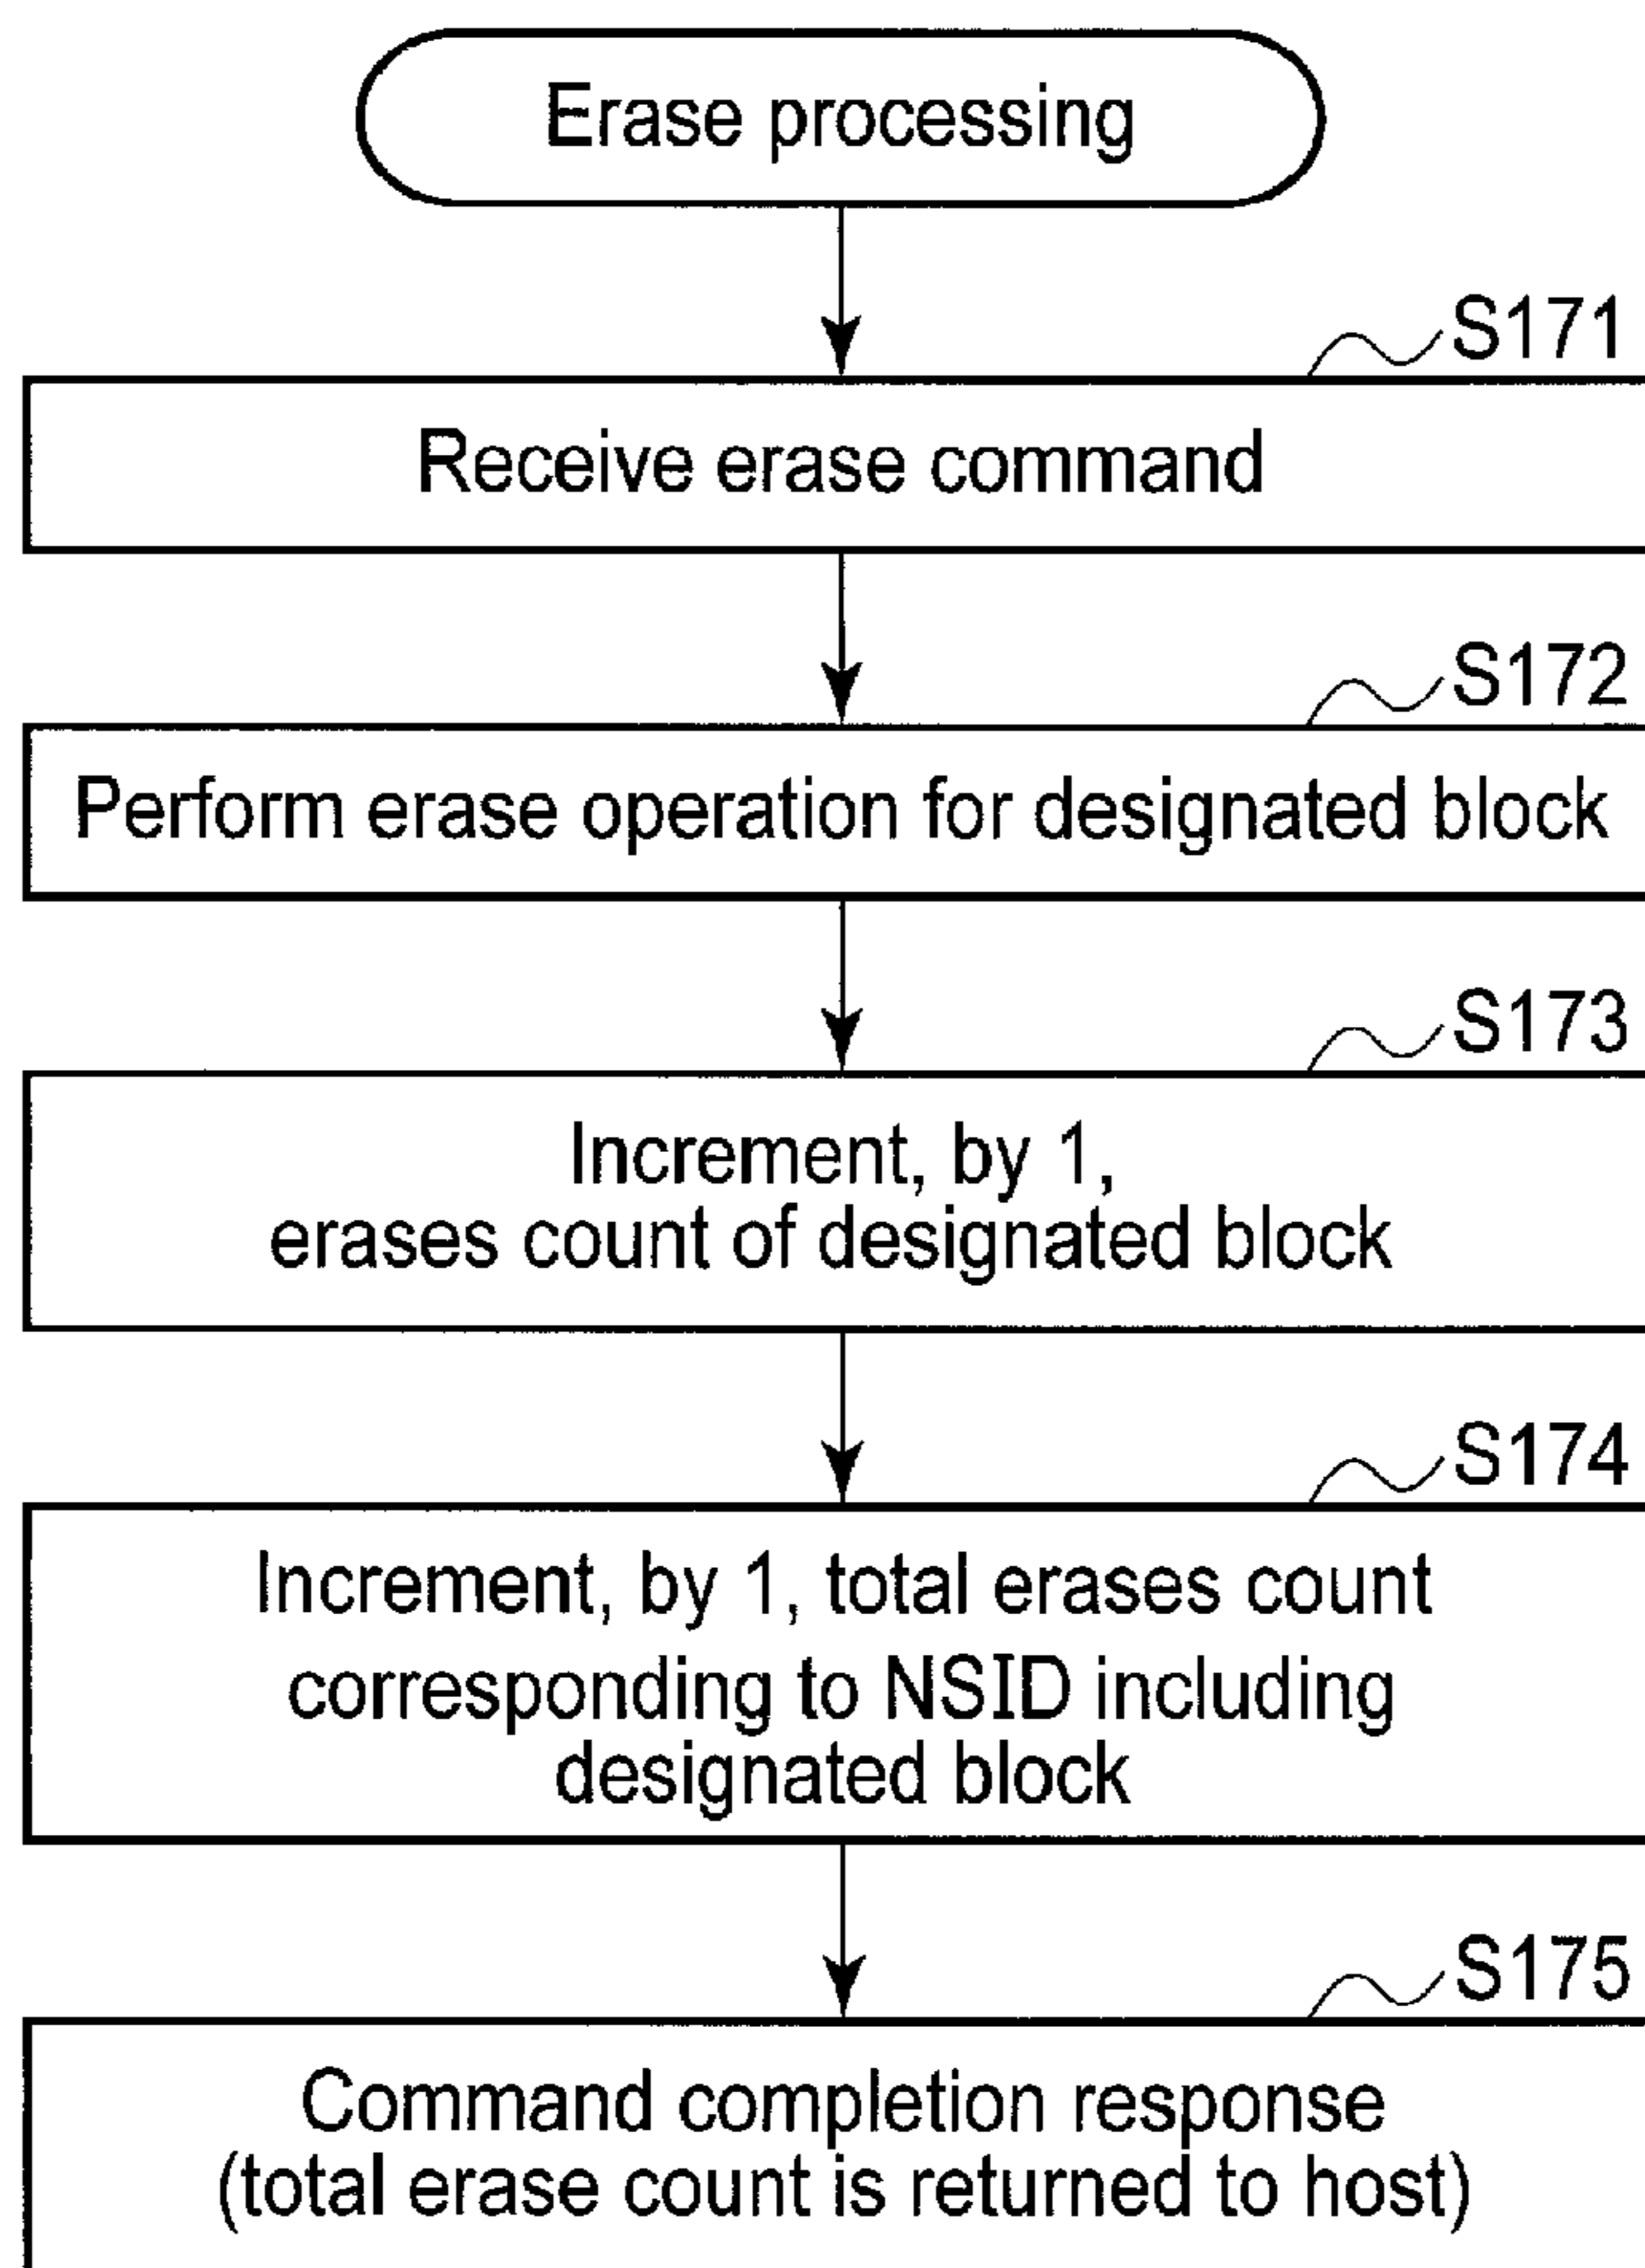 Erase processing
S171
Receive erase command
S172
Perform erase operation for designated block
S173
Increment, by 1,
erases count of designated block
S174
Increment, by 1, total erases count
corresponding to NSID including
designated block
S175
Command completion response
(total erase count is returned to host)